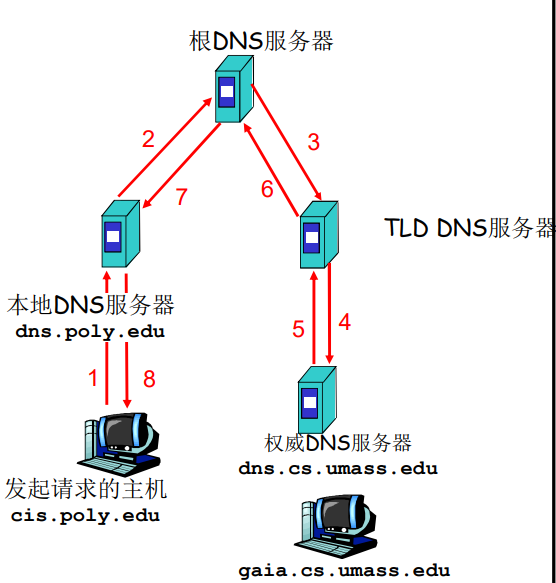 根DNS服务器
2
3
7
6
TLD DNS服务器
本地DNS服务器
dns.poly.edu
5
4
1
8
权威DNS服务器
dns.cs.umass.edu
发起请求的主机
cis.poly.edu
gaia.cs.umass.edu